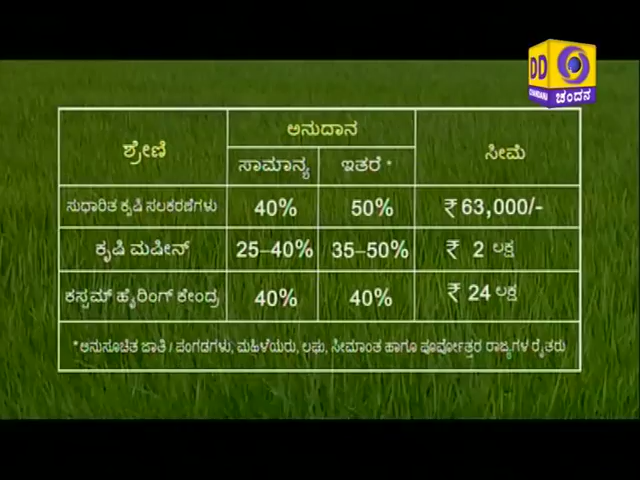 DD
CHANDANA
ಚಂದನ
ಶ್ರೇಣಿ ಅನುದಾನ ಸೀಮೆ
ಸಾಮಾನ್ಯ ಇತರೆ *
ಸುಧಾರಿತ ಕೃಷಿ ಸಲಕರಣೆಗಳು 40% 50% ₹ 63,000/-
ಕೃಷಿ ಮಷೀನ್ 25–40% 35–50% ₹ 2 ಲಕ್ಷ
ಕಸ್ಟಮ್ ಹೈರಿಂಗ್ ಕೇಂದ್ರ 40% 40% ₹ 24 ಲಕ್ಷ
*ಅನುಸೂಚಿತ ಜಾತಿ / ಪಂಗಡಗಳು, ಮಹಿಳೆಯರು, ಲಘು, ಸೀಮಾಂತ ಹಾಗೂ ಪೂರ್ವೋತ್ತರ ರಾಜ್ಯಗಳ ರೈತರು